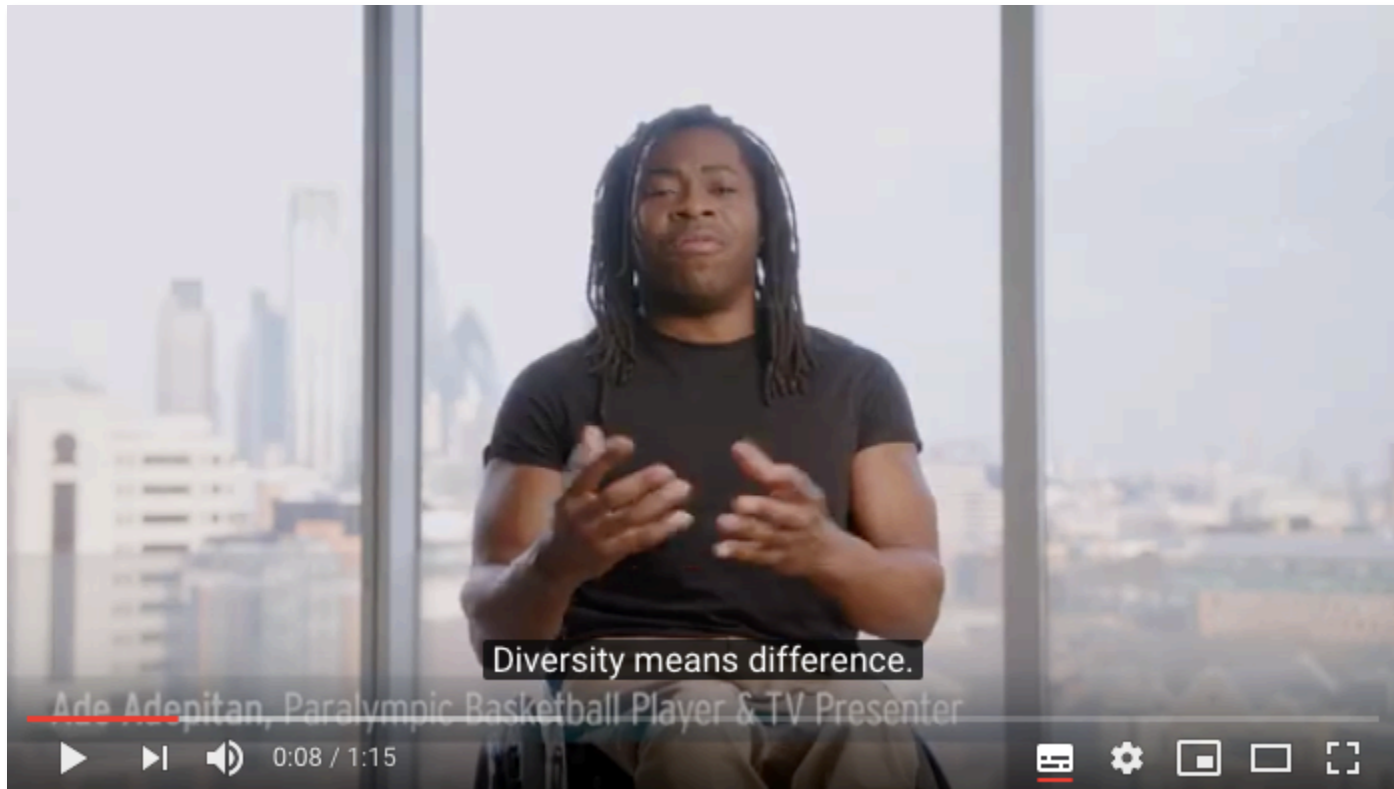 Diversity means difference.
Ade Adepitan, Paralympic Basketball Player & TV Presenter
0:08 / 1:15